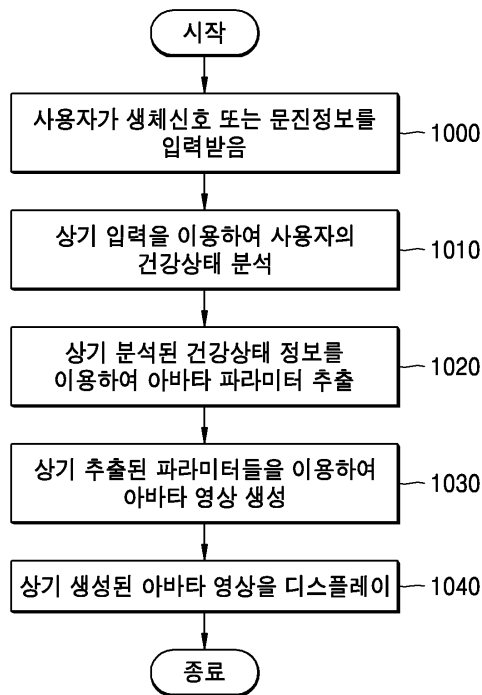 시작
사용자가 생체신호 또는 문진정보를
입력받음
1000
상기 입력을 이용하여 사용자의
건강상태 분석
1010
상기 분석된 건강상태 정보를
이용하여 아바타 파라미터 추출
1020
상기 추출된 파라미터들을 이용하여
아바타 영상 생성
1030
상기 생성된 아바타 영상을 디스플레이
1040
종료